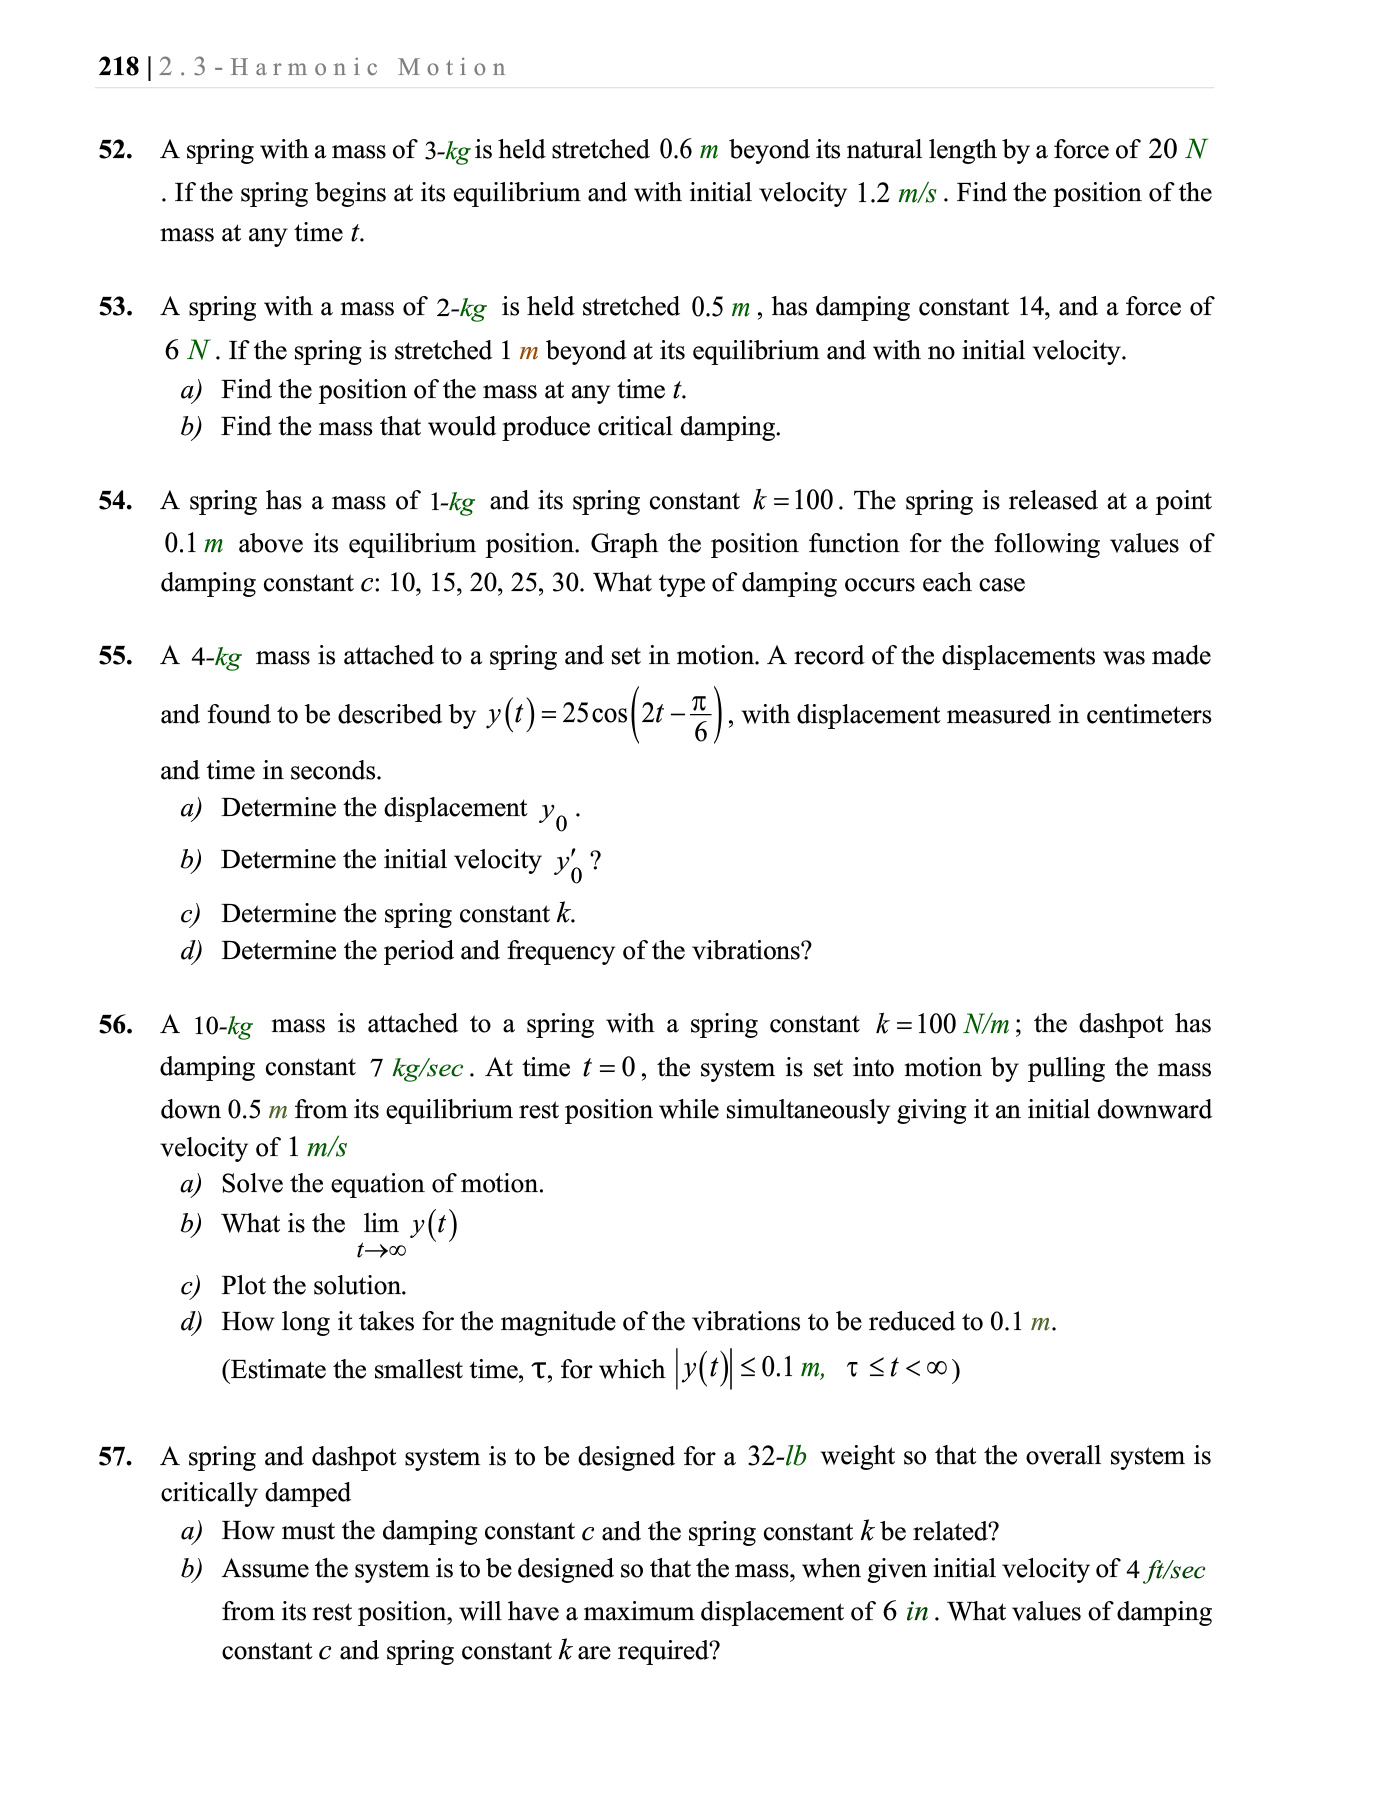 218 | 2.3 - Harmonic Motion
52. A spring with a mass of 3-kg is held stretched 0.6 m beyond its natural length by a force of 20 N
. If the spring begins at its equilibrium and with initial velocity 1.2 m/s . Find the position of the
mass at any time t.
53. A spring with a mass of 2-kg is held stretched 0.5 m , has damping constant 14, and a force of
6 N . If the spring is stretched 1 m beyond at its equilibrium and with no initial velocity.
a) Find the position of the mass at any time t.
b) Find the mass that would produce critical damping.
54. A spring has a mass of 1-kg and its spring constant k = 100 . The spring is released at a point
0.1 m above its equilibrium position. Graph the position function for the following values of
damping constant c: 10, 15, 20, 25, 30. What type of damping occurs each case
55. A 4-kg mass is attached to a spring and set in motion. A record of the displacements was made
and found to be described by y(t) = 25cos(2t − π/6), with displacement measured in centimeters
and time in seconds.
a) Determine the displacement y₀ .
b) Determine the initial velocity y′₀ ?
c) Determine the spring constant k.
d) Determine the period and frequency of the vibrations?
56. A 10-kg mass is attached to a spring with a spring constant k = 100 N/m ; the dashpot has
damping constant 7 kg/sec . At time t = 0 , the system is set into motion by pulling the mass
down 0.5 m from its equilibrium rest position while simultaneously giving it an initial downward
velocity of 1 m/s
a) Solve the equation of motion.
b) What is the lim y(t)
t→∞
c) Plot the solution.
d) How long it takes for the magnitude of the vibrations to be reduced to 0.1 m.
(Estimate the smallest time, τ, for which |y(t)| ≤ 0.1 m, τ ≤ t < ∞)
57. A spring and dashpot system is to be designed for a 32-lb weight so that the overall system is
critically damped
a) How must the damping constant c and the spring constant k be related?
b) Assume the system is to be designed so that the mass, when given initial velocity of 4 ft/sec
from its rest position, will have a maximum displacement of 6 in . What values of damping
constant c and spring constant k are required?